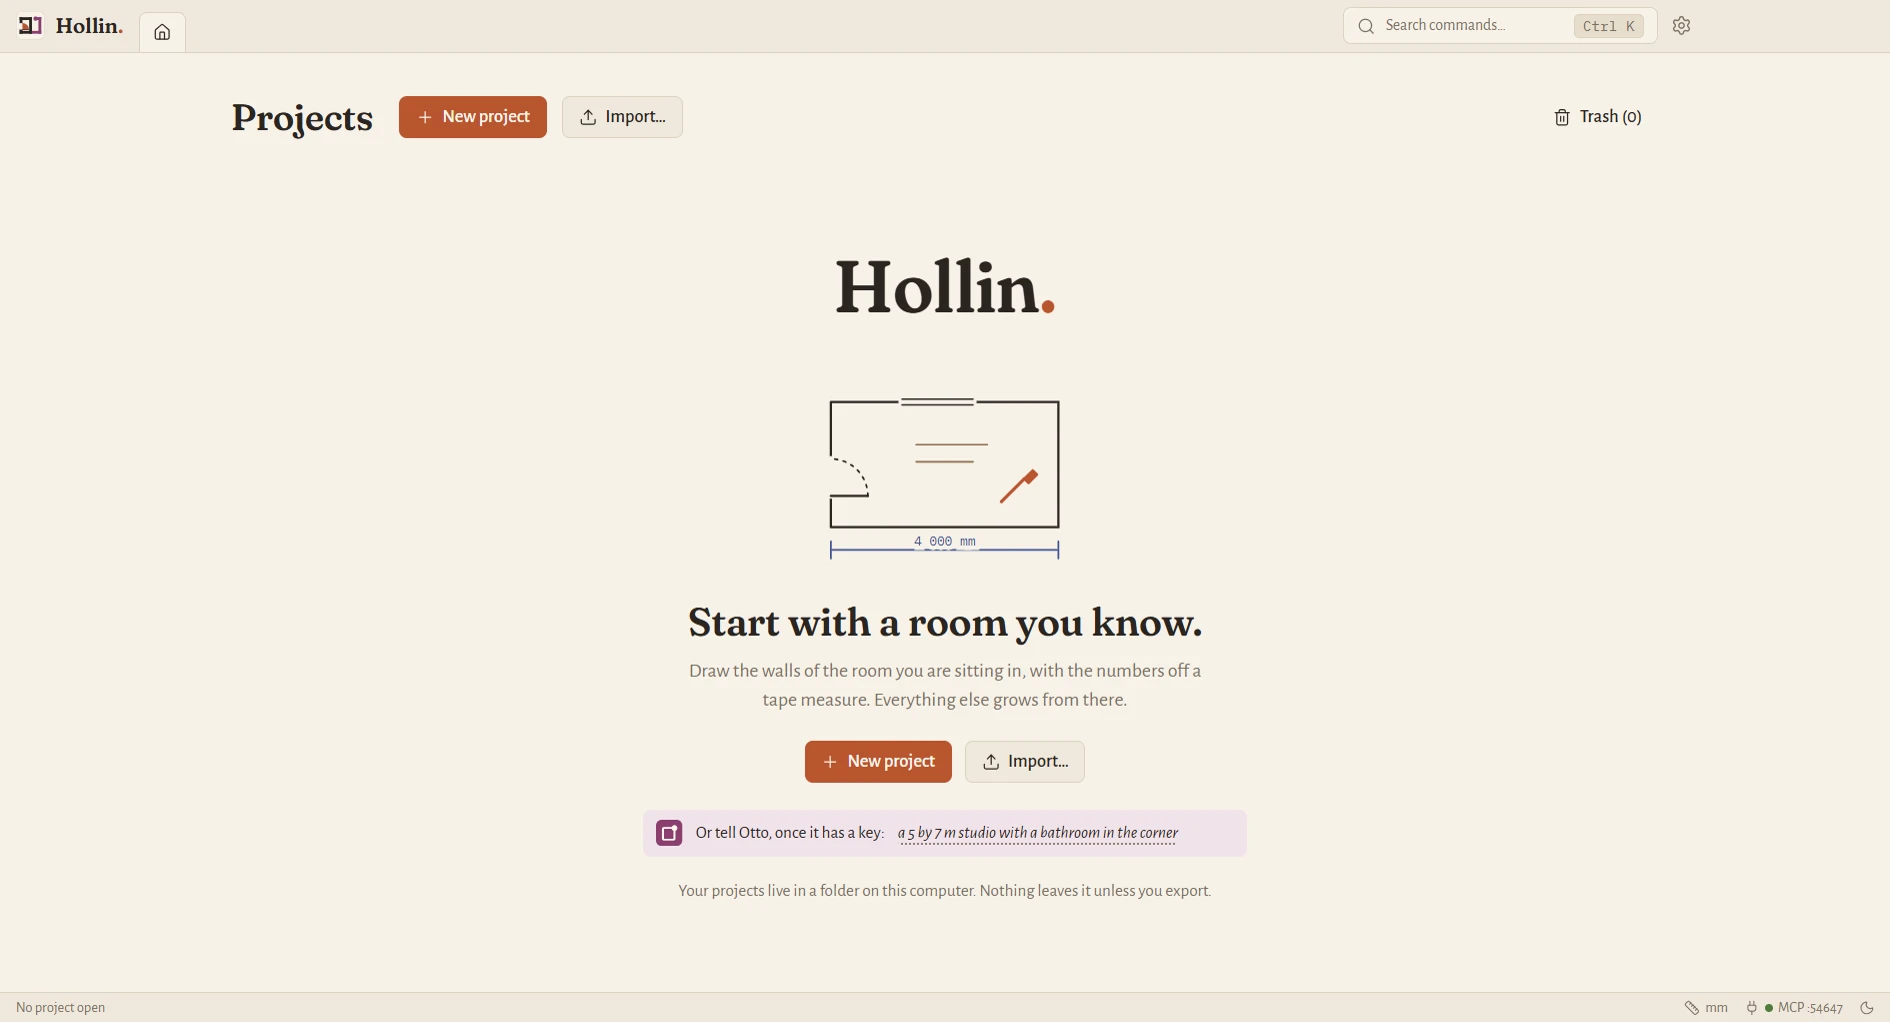 Hollin.
Search commands...
Ctrl K
Projects
New project
Import...
Trash (0)
Hollin.
4 000 mm
Start with a room you know.
Draw the walls of the room you are sitting in, with the numbers off a
tape measure. Everything else grows from there.
New project
Import...
Or tell Otto, once it has a key: a 5 by 7 m studio with a bathroom in the corner
Your projects live in a folder on this computer. Nothing leaves it unless you export.
No project open
mm
MCP :54647